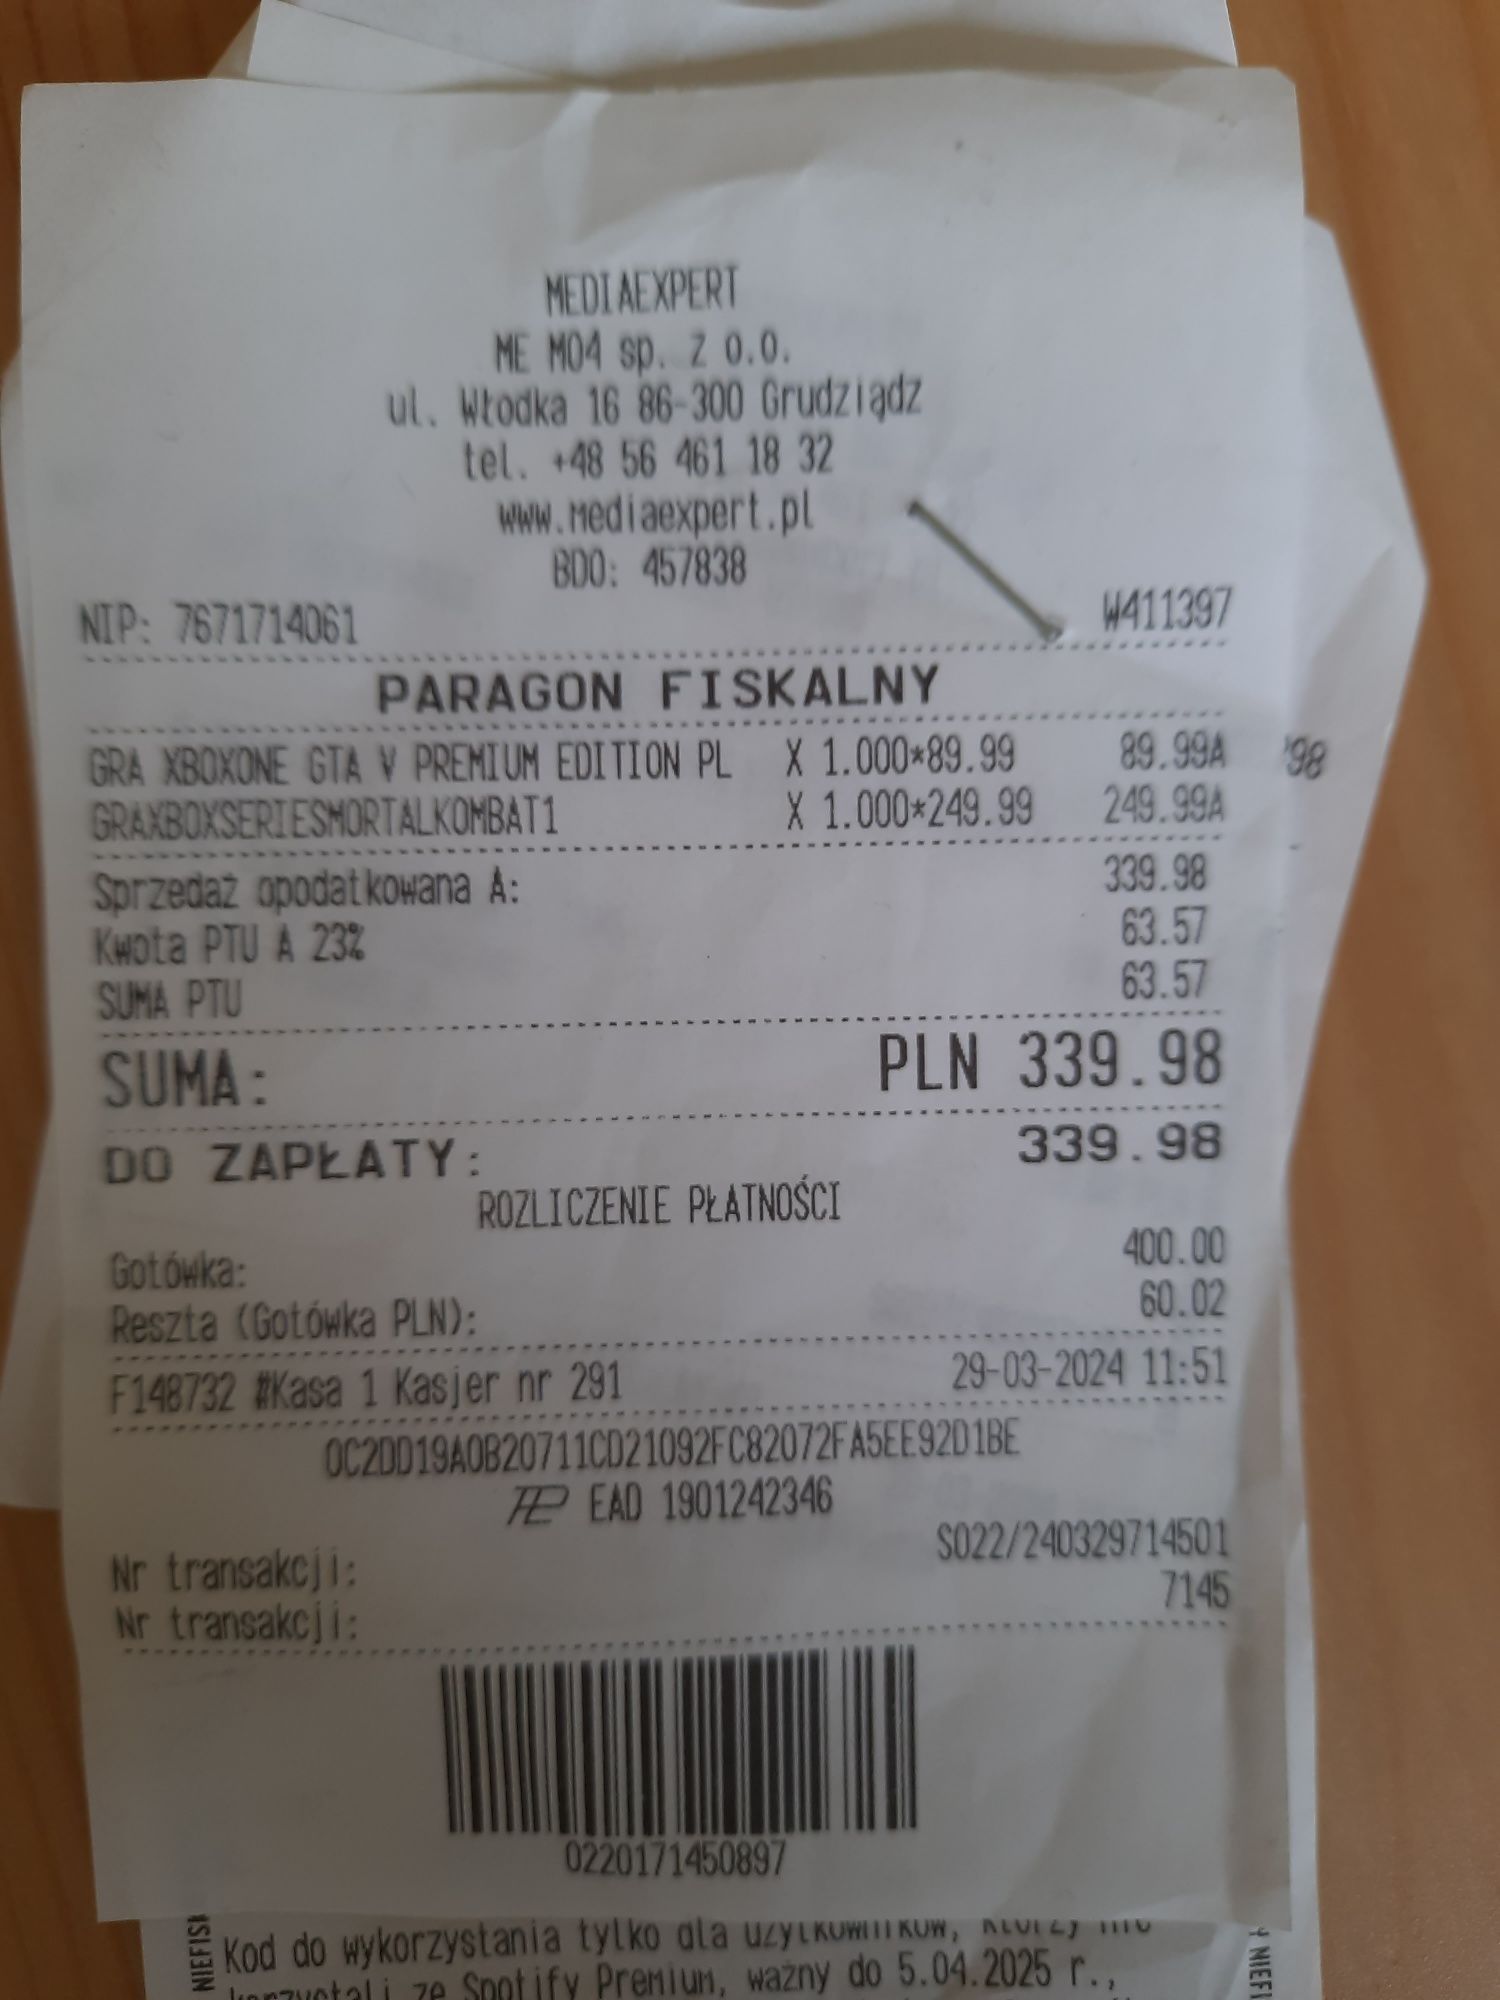 MEDIAEXPERT
ME M04 sp. z o.o.
ul. Włodka 16 86-300 Grudziądz
tel. +48 56 461 18 32
www.mediaexpert.pl
BDO: 457838
NIP: 7671714061 W411397
PARAGON FISKALNY
GRA XBOXONE GTA V PREMIUM EDITION PL X 1.000*89.99 89.99A
GRAXBOXSERIESMORTALKOMBAT1 X 1.000*249.99 249.99A
Sprzedaż opodatkowana A: 339.98
Kwota PTU A 23% 63.57
SUMA PTU 63.57
SUMA: PLN 339.98
DO ZAPŁATY: 339.98
ROZLICZENIE PŁATNOŚCI
Gotówka: 400.00
Reszta (Gotówka PLN): 60.02
F148732 #Kasa 1 Kasjer nr 291 29-03-2024 11:51
0C2DD19A0B20711CD21092FC82072FA5EE92D1BE
EAD 1901242346
Nr transakcji: S022/240329714501
Nr transakcji: 7145
0220171450897
Kod do wykorzystania tylko dla użytkowników, którzy nie
korzystali ze Spotify Premium, ważny do 5.04.2025 r.,